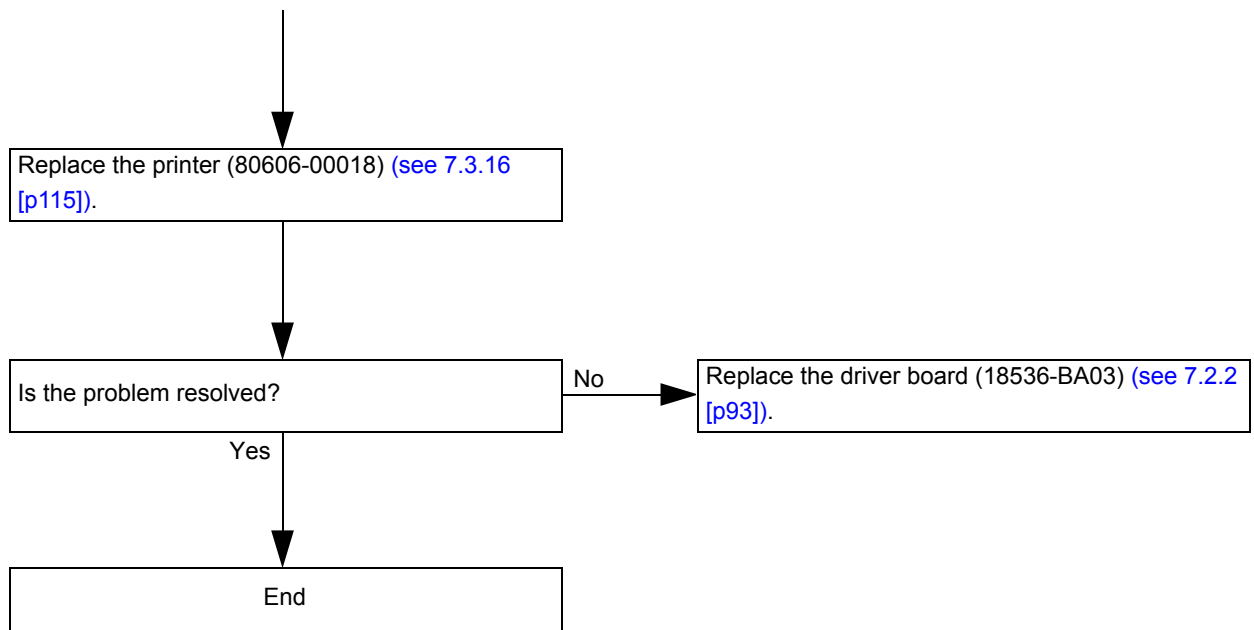 Replace the printer (80606-00018) (see 7.3.16
[p115]).
Is the problem resolved?
No
Replace the driver board (18536-BA03) (see 7.2.2
[p93]).
Yes
End